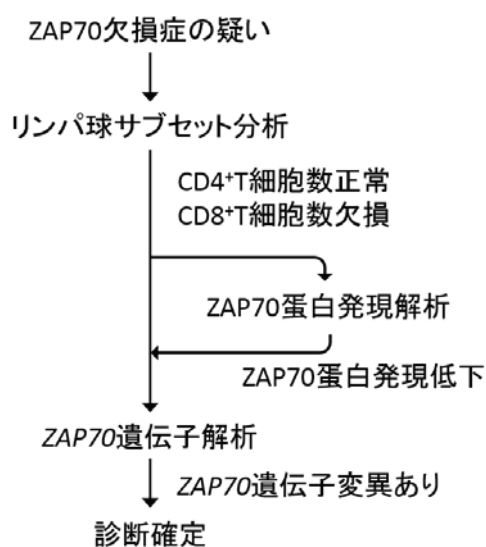 ZAP70欠損症の疑い
リンパ球サブセット分析
CD4⁺T細胞数正常
CD8⁺T細胞数欠損
ZAP70蛋白発現解析
ZAP70蛋白発現低下
ZAP70遺伝子解析
ZAP70遺伝子変異あり
診断確定